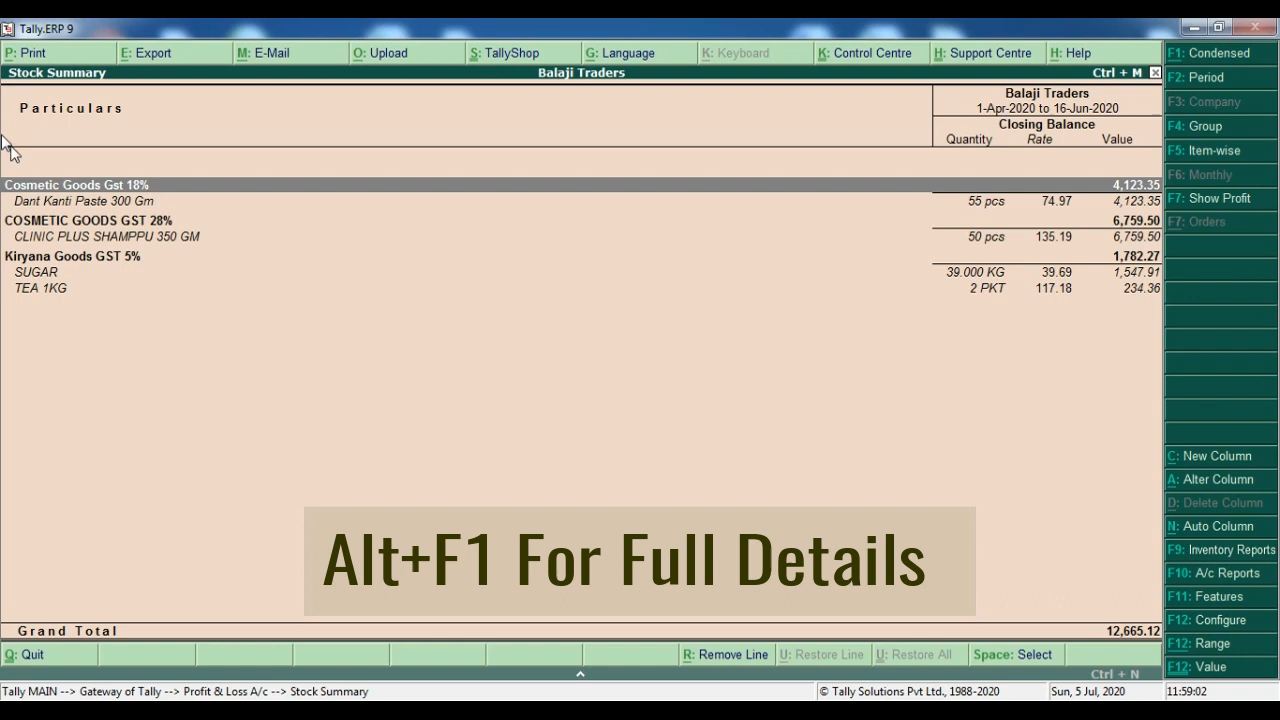 Tally.ERP 9
P: Print E: Export M: E-Mail O: Upload S: TallyShop G: Language K: Keyboard K: Control Centre H: Support Centre H: Help
Stock Summary Balaji Traders Ctrl + M
Particulars
Balaji Traders
1-Apr-2020 to 16-Jun-2020
Closing Balance
Quantity Rate Value
Cosmetic Goods Gst 18% 4,123.35
Dant Kanti Paste 300 Gm 55 pcs 74.97 4,123.35
COSMETIC GOODS GST 28% 6,759.50
CLINIC PLUS SHAMPPU 350 GM 50 pcs 135.19 6,759.50
Kiryana Goods GST 5% 1,782.27
SUGAR 39.000 KG 39.69 1,547.91
TEA 1KG 2 PKT 117.18 234.36
Alt+F1 For Full Details
Grand Total 12,665.12
Q: Quit R: Remove Line U: Restore Line U: Restore All Space: Select
Ctrl + N
Tally MAIN --> Gateway of Tally --> Profit & Loss A/c --> Stock Summary © Tally Solutions Pvt Ltd., 1988-2020 Sun, 5 Jul, 2020 11:59:02
F1: Condensed
F2: Period
F3: Company
F4: Group
F5: Item-wise
F6: Monthly
F7: Show Profit
F7: Orders
C: New Column
A: Alter Column
D: Delete Column
N: Auto Column
F9: Inventory Reports
F10: A/c Reports
F11: Features
F12: Configure
F12: Range
F12: Value